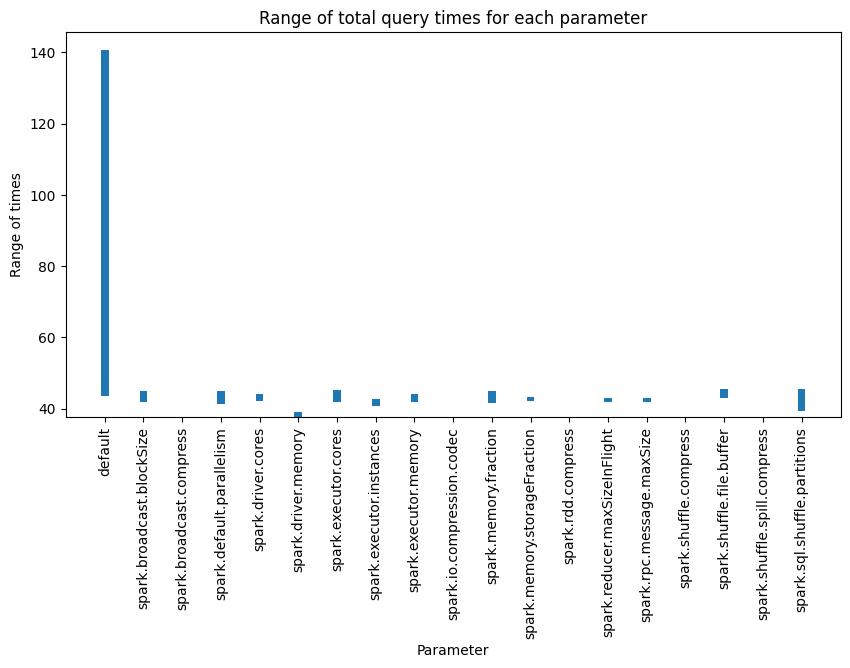 Range of total query times for each parameter
Range of times
140
120
100
80
60
40
default
spark.broadcast.blockSize
spark.broadcast.compress
spark.default.parallelism
spark.driver.cores
spark.driver.memory
spark.executor.cores
spark.executor.instances
spark.executor.memory
spark.io.compression.codec
spark.memory.fraction
spark.memory.storageFraction
spark.rdd.compress
spark.reducer.maxSizeInFlight
spark.rpc.message.maxSize
spark.shuffle.compress
spark.shuffle.file.buffer
spark.shuffle.spill.compress
spark.sql.shuffle.partitions
Parameter